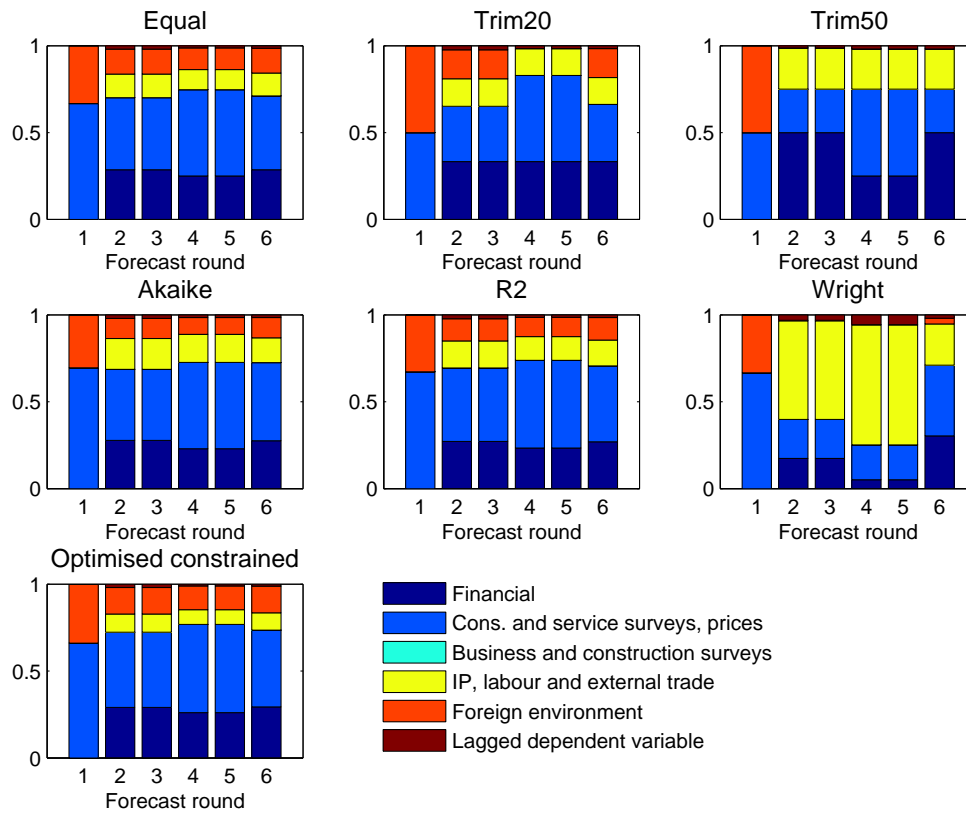 Equal Trim20 Trim50
1 1 1
0.5 0.5 0.5
0 0 0
1 2 3 4 5 6 1 2 3 4 5 6 1 2 3 4 5 6
Forecast round Forecast round Forecast round
Akaike R2 Wright
1 1 1
0.5 0.5 0.5
0 0 0
1 2 3 4 5 6 1 2 3 4 5 6 1 2 3 4 5 6
Forecast round Forecast round Forecast round
Optimised constrained
1
0.5
0
1 2 3 4 5 6
Forecast round
Financial
Cons. and service surveys, prices
Business and construction surveys
IP, labour and external trade
Foreign environment
Lagged dependent variable